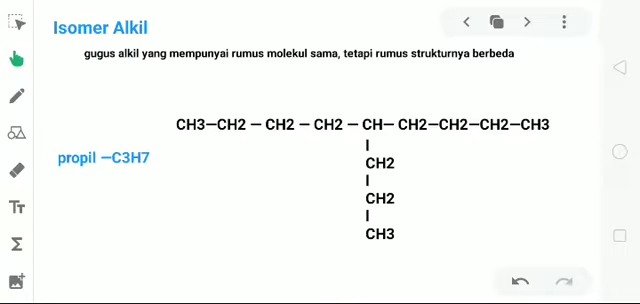 Isomer Alkil
gugus alkil yang mempunyai rumus molekul sama, tetapi rumus strukturnya berbeda
CH3–CH2 – CH2 – CH2 – CH– CH2–CH2–CH2–CH3
I
propil –C3H7
CH2
I
CH2
I
CH3
Tт
Σ